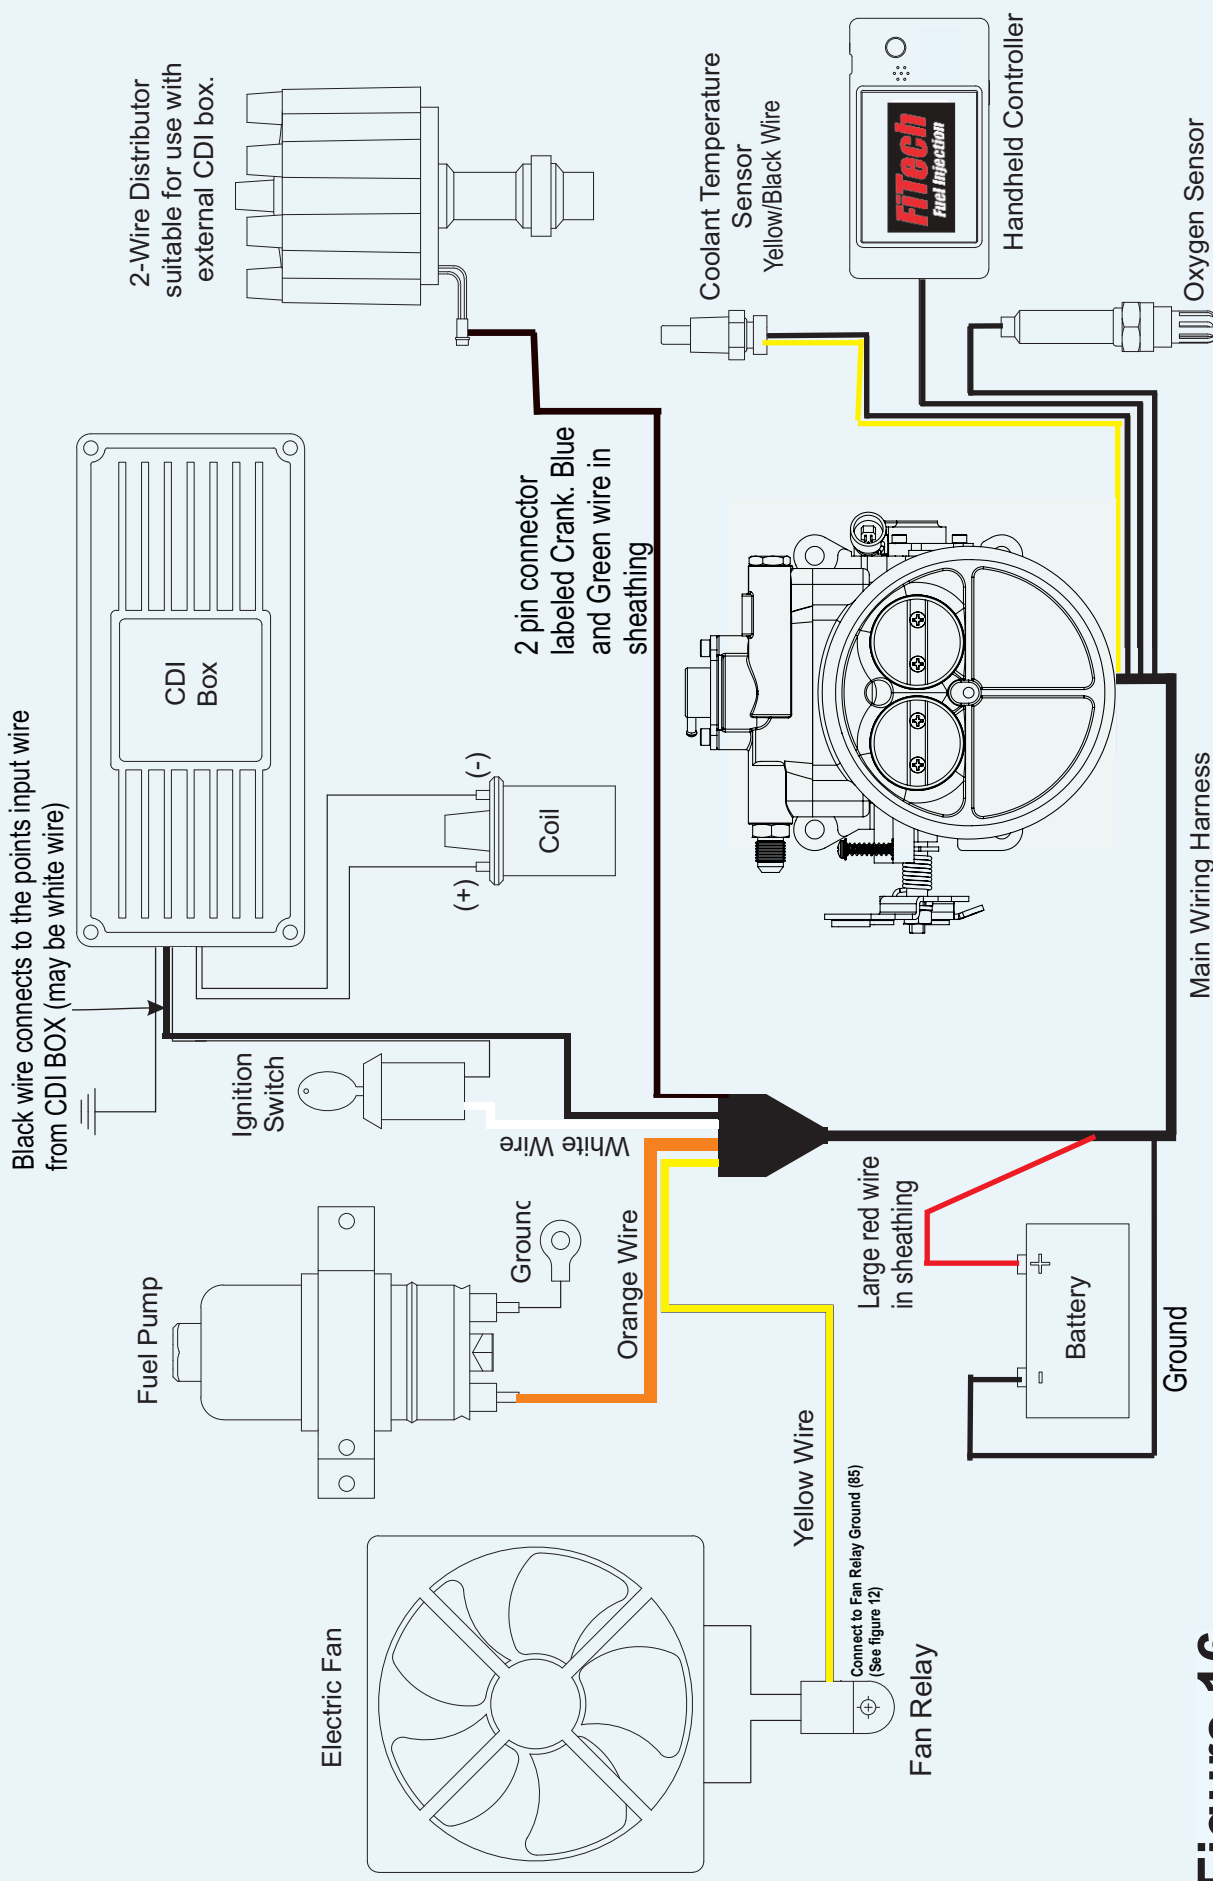 Black wire connects to the points input wire
from CDI BOX (may be white wire)
CDI
Box
2-Wire Distributor
suitable for use with
external CDI box.
Ignition
Switch
(+)
(-)
Coil
2 pin connector
labeled Crank. Blue
and Green wire in
sheathing
Coolant Temperature
Sensor
Yellow/Black Wire
FiTech
Fuel Injection
Handheld Controller
Oxygen Sensor
Fuel Pump
Ground
White Wire
Orange Wire
Electric Fan
Yellow Wire
Connect to Fan Relay Ground (85)
(See figure 12)
Fan Relay
Large red wire
in sheathing
-
+
Battery
Ground
Main Wiring Harness
Figure 16